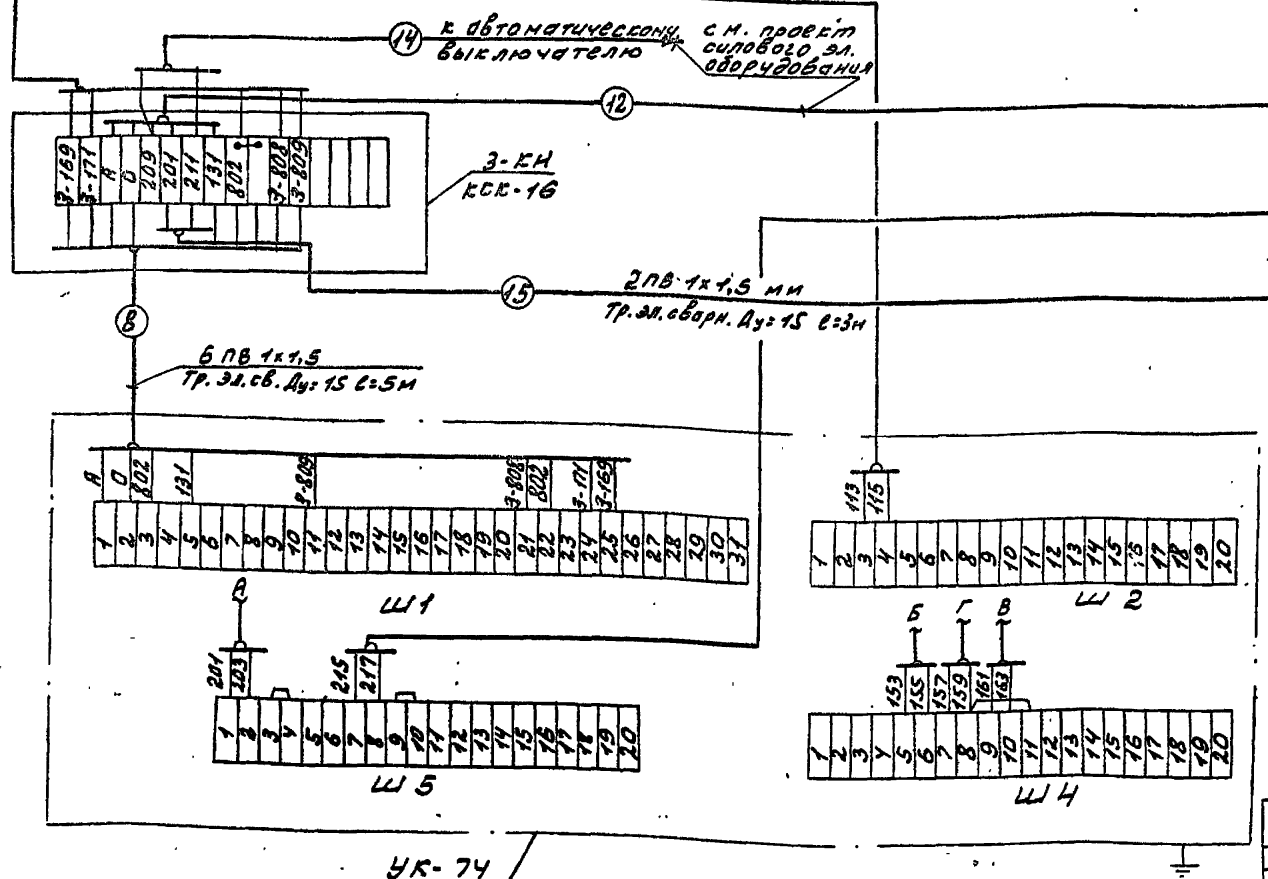 14
к автоматическому
выключателю
см. проект
силового эл.
оборудования
12
3-169
3-171
А
О
209
201
211
131
802
3-808
3-809
3-КН
КСК-16
15
2ПВ 1х1,5 мм
Тр.эл.сварн. Ду=15 ℓ=3м
8
6 ПВ 1х1,5
Тр. эл.св. Ду=15 ℓ=5м
А
О
802
131
3-809
3-808
802
3-171
3-169
1 2 3 4 5 6 7 8 9 10 11 12 13 14 15 16 17 18 19 20 21 22 23 24 25 26 27 28 29 30 31
Ш1
113
115
1 2 3 4 5 6 7 8 9 10 11 12 13 14 15 16 17 18 19 20
Ш 2
А
201
203
215
217
1 2 3 4 5 6 7 8 9 10 11 12 13 14 15 16 17 18 19 20
Ш 5
Б Г В
153
155
157
159
161
163
1 2 3 4 5 6 7 8 9 10 11 12 13 14 15 16 17 18 19 20
Ш 4
УК-74